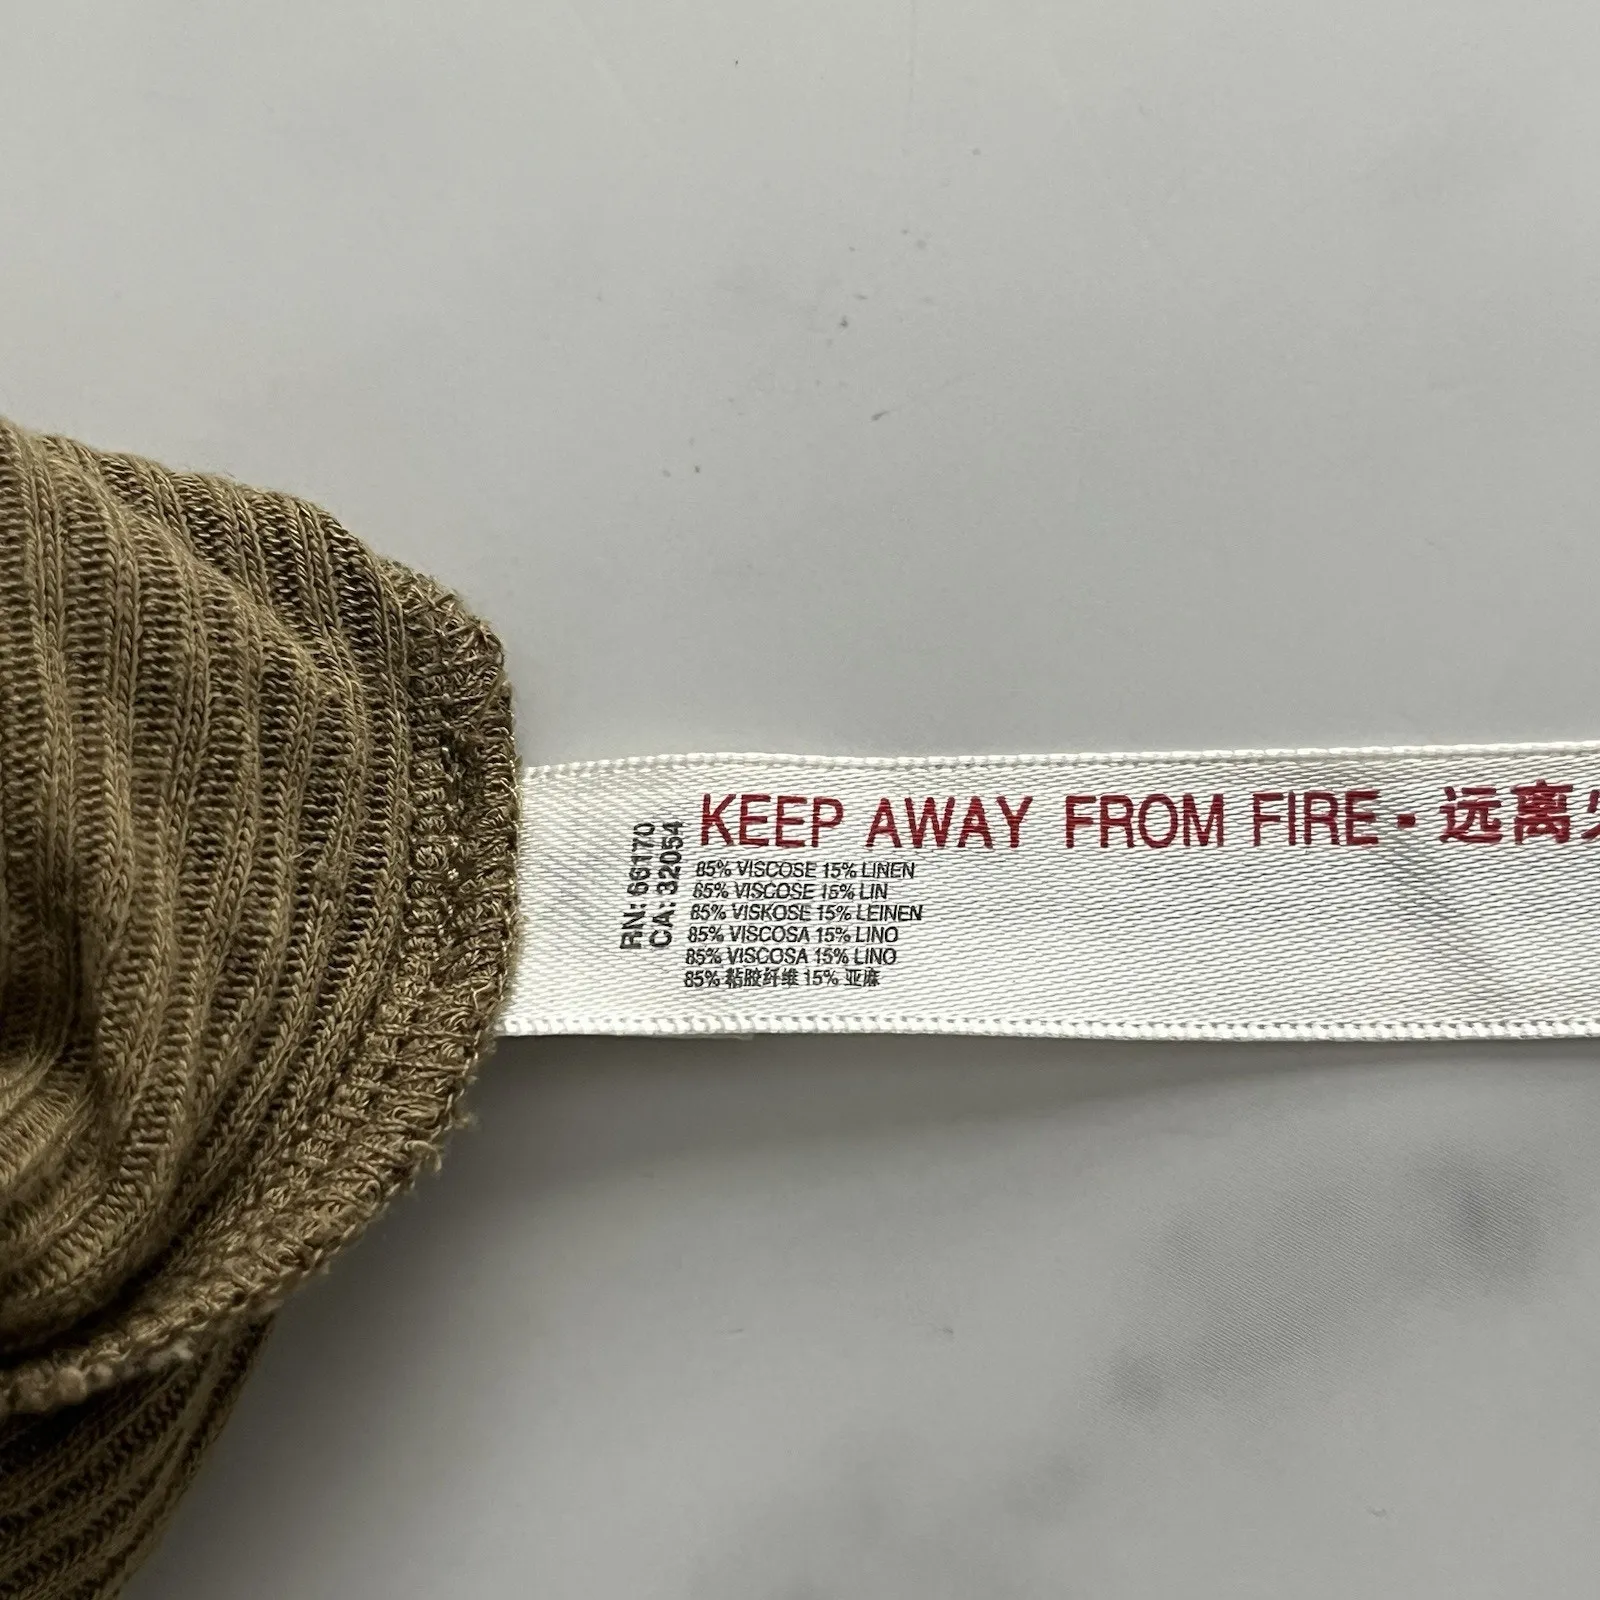 RN: 66170
CA: 32054
KEEP AWAY FROM FIRE • 远离
85% VISCOSE 15% LINEN
85% VISCOSE 15% LIN
85% VISKOSE 15% LEINEN
85% VISCOSA 15% LINO
85% VISCOSA 15% LINO
85% 粘胶纤维 15% 亚麻